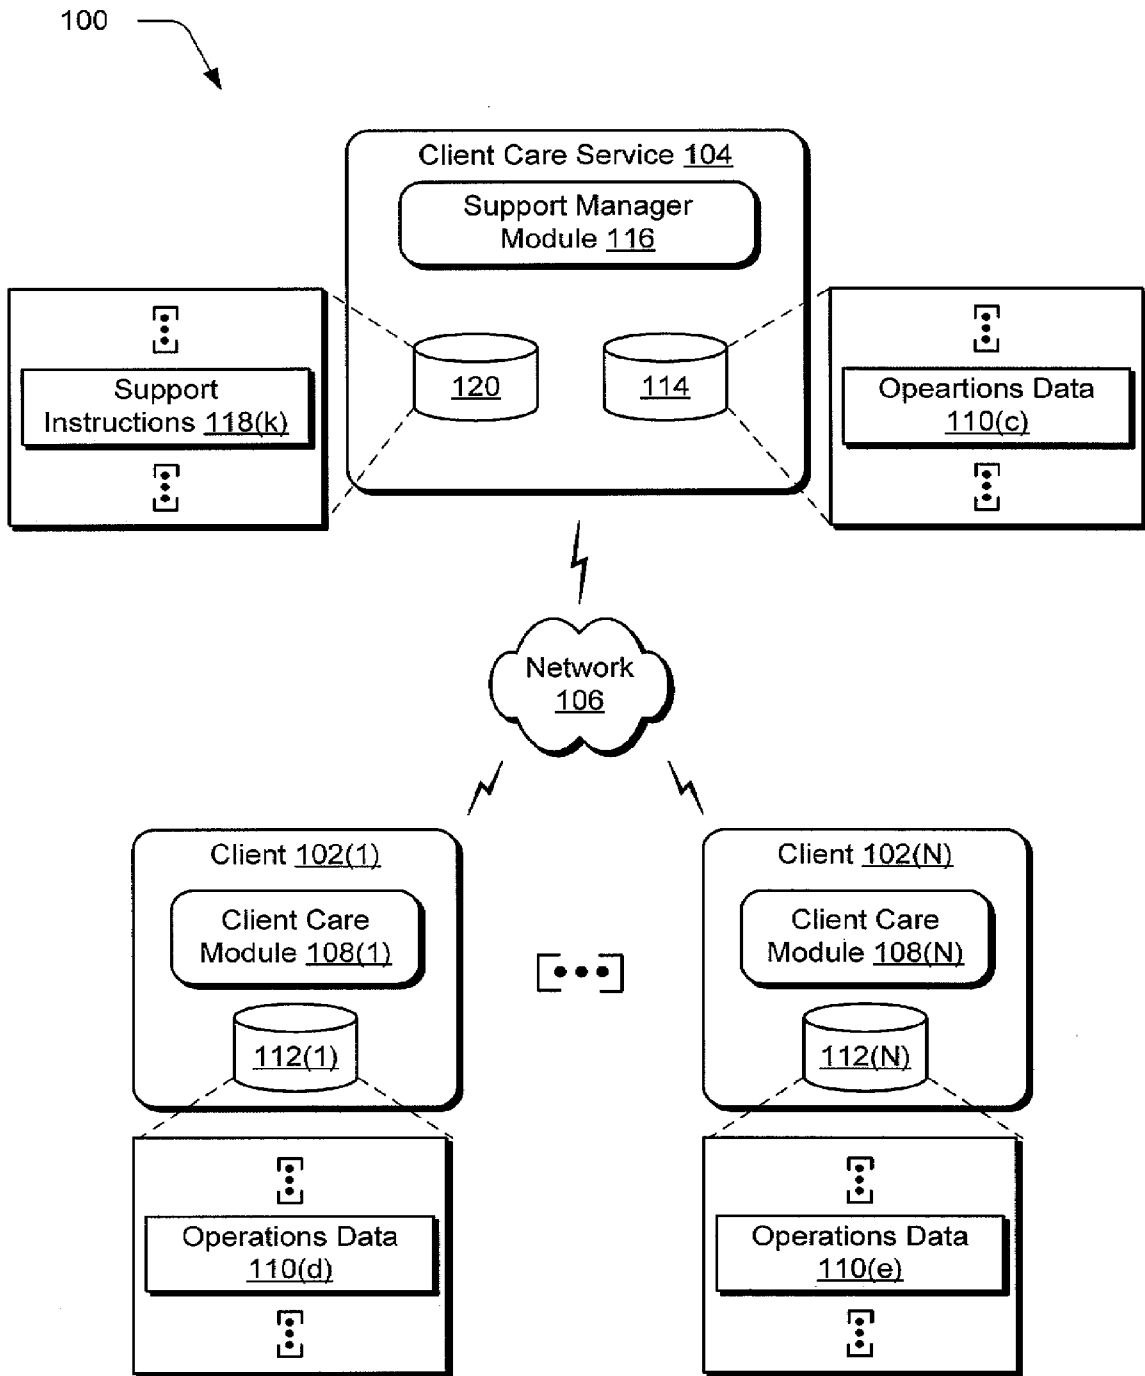 100
Client Care Service 104
Support Manager
Module 116
Support
Instructions 118(k)
120
114
Opeartions Data
110(c)
Network
106
Client 102(1)
Client Care
Module 108(1)
112(1)
Operations Data
110(d)
Client 102(N)
Client Care
Module 108(N)
112(N)
Operations Data
110(e)